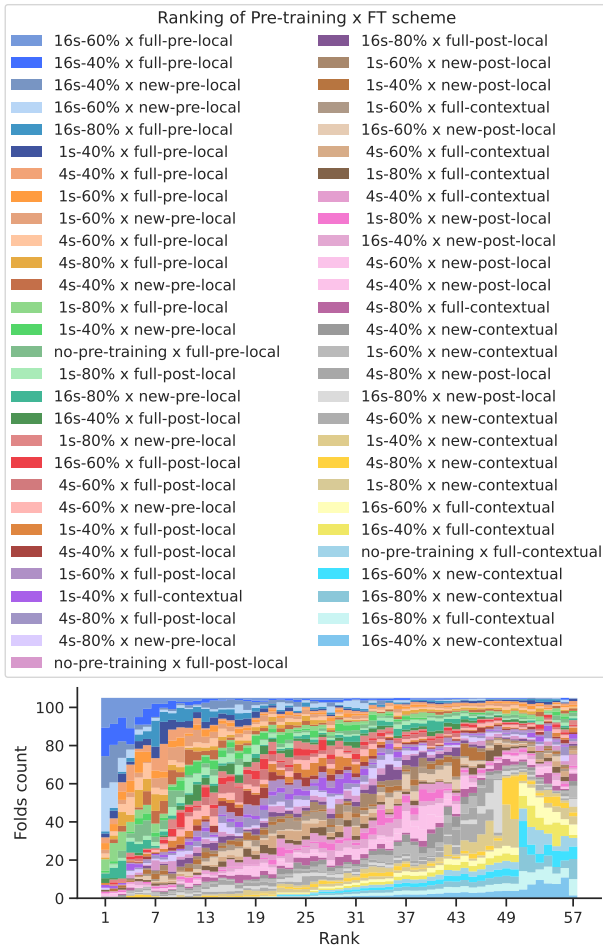 Ranking of Pre-training x FT scheme
16s-60% x full-pre-local
16s-40% x full-pre-local
16s-40% x new-pre-local
16s-60% x new-pre-local
16s-80% x full-pre-local
1s-40% x full-pre-local
4s-40% x full-pre-local
1s-60% x full-pre-local
1s-60% x new-pre-local
4s-60% x full-pre-local
4s-80% x full-pre-local
4s-40% x new-pre-local
1s-80% x full-pre-local
1s-40% x new-pre-local
no-pre-training x full-pre-local
1s-80% x full-post-local
16s-80% x new-pre-local
16s-40% x full-post-local
1s-80% x new-pre-local
16s-60% x full-post-local
4s-60% x full-post-local
4s-60% x new-pre-local
1s-40% x full-post-local
4s-40% x full-post-local
1s-60% x full-post-local
1s-40% x full-contextual
4s-80% x full-post-local
4s-80% x new-pre-local
no-pre-training x full-post-local
16s-80% x full-post-local
1s-60% x new-post-local
1s-40% x new-post-local
1s-60% x full-contextual
16s-60% x new-post-local
4s-60% x full-contextual
1s-80% x full-contextual
4s-40% x full-contextual
1s-80% x new-post-local
16s-40% x new-post-local
4s-60% x new-post-local
4s-40% x new-post-local
4s-80% x full-contextual
4s-40% x new-contextual
1s-60% x new-contextual
4s-80% x new-post-local
16s-80% x new-post-local
4s-60% x new-contextual
1s-40% x new-contextual
4s-80% x new-contextual
1s-80% x new-contextual
16s-60% x full-contextual
16s-40% x full-contextual
no-pre-training x full-contextual
16s-60% x new-contextual
16s-80% x new-contextual
16s-80% x full-contextual
16s-40% x new-contextual
Folds count
100
80
60
40
20
0
1 7 13 19 25 31 37 43 49 57
Rank